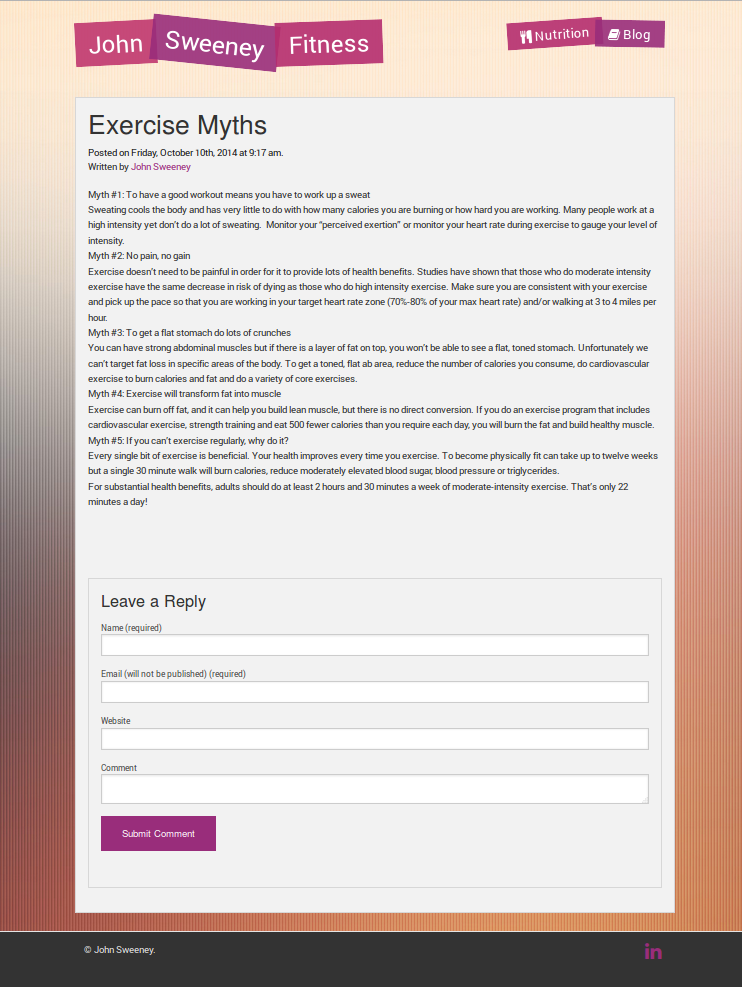 John Sweeney Fitness
Nutrition
Blog
Exercise Myths
Posted on Friday, October 10th, 2014 at 9:17 am.
Written by John Sweeney
Myth #1: To have a good workout means you have to work up a sweat
Sweating cools the body and has very little to do with how many calories you are burning or how hard you are working. Many people work at a
high intensity yet don’t do a lot of sweating.  Monitor your “perceived exertion” or monitor your heart rate during exercise to gauge your level of
intensity.
Myth #2: No pain, no gain
Exercise doesn’t need to be painful in order for it to provide lots of health benefits. Studies have shown that those who do moderate intensity
exercise have the same decrease in risk of dying as those who do high intensity exercise. Make sure you are consistent with your exercise
and pick up the pace so that you are working in your target heart rate zone (70%-80% of your max heart rate) and/or walking at 3 to 4 miles per
hour.
Myth #3: To get a flat stomach do lots of crunches
You can have strong abdominal muscles but if there is a layer of fat on top, you won’t be able to see a flat, toned stomach. Unfortunately we
can’t target fat loss in specific areas of the body. To get a toned, flat ab area, reduce the number of calories you consume, do cardiovascular
exercise to burn calories and fat and do a variety of core exercises.
Myth #4: Exercise will transform fat into muscle
Exercise can burn off fat, and it can help you build lean muscle, but there is no direct conversion. If you do an exercise program that includes
cardiovascular exercise, strength training and eat 500 fewer calories than you require each day, you will burn the fat and build healthy muscle.
Myth #5: If you can’t exercise regularly, why do it?
Every single bit of exercise is beneficial. Your health improves every time you exercise. To become physically fit can take up to twelve weeks
but a single 30 minute walk will burn calories, reduce moderately elevated blood sugar, blood pressure or triglycerides.
For substantial health benefits, adults should do at least 2 hours and 30 minutes a week of moderate-intensity exercise. That’s only 22
minutes a day!
Leave a Reply
Name (required)
Email (will not be published) (required)
Website
Comment
Submit Comment
© John Sweeney.
in